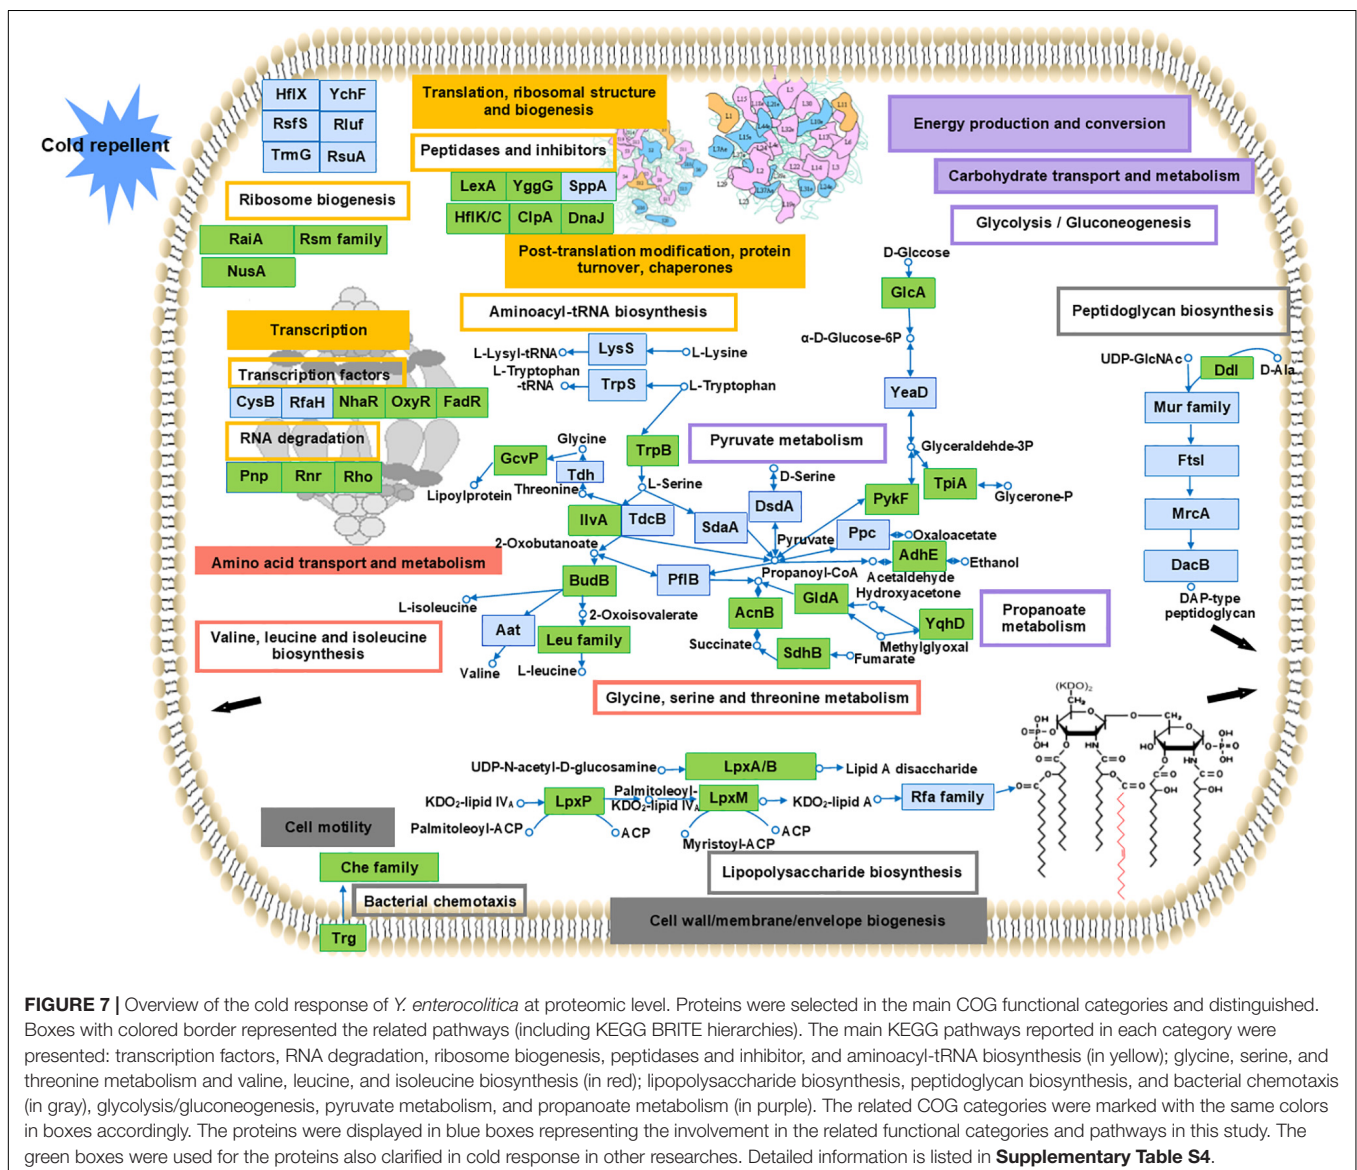 Cold repellent
HflX YchF
RsfS Rluf
TrmG RsuA
Ribosome biogenesis
RaiA Rsm family
NusA
Translation, ribosomal structure
and biogenesis
Peptidases and inhibitors
LexA YggG SppA
HflK/C ClpA DnaJ
Post-translation modification, protein
turnover, chaperones
Energy production and conversion
Carbohydrate transport and metabolism
Glycolysis / Gluconeogenesis
D-Glccose
GlcA
α-D-Glucose-6P
YeaD
Glyceraldehde-3P
PykF TpiA
Glycerone-P
Peptidoglycan biosynthesis
UDP-GlcNAc
Ddl
D-Ala
Mur family
FtsI
MrcA
DacB
DAP-type
peptidoglycan
Transcription
Transcription factors
CysB RfaH NhaR OxyR FadR
RNA degradation
Pnp Rnr Rho
Aminoacyl-tRNA biosynthesis
L-Lysyl-tRNA LysS L-Lysine
L-Tryptophan
-tRNA TrpS L-Tryptophan
Glycine
GcvP
Tdh
Lipoylprotein
Threonine
TrpB
L-Serine
IlvA TdcB
SdaA
Pyruvate metabolism
D-Serine
DsdA
Pyruvate
Ppc Oxaloacetate
AdhE Ethanol
Acetaldehyde
2-Oxobutanoate
PflB
Propanoyl-CoA
Hydroxyacetone
GldA
AcnB
YqhD
Methylglyoxal
Succinate
SdhB
Fumarate
Propanoate
metabolism
Amino acid transport and metabolism
BudB
L-isoleucine
2-Oxoisovalerate
Aat
Leu family
Valine
L-leucine
Valine, leucine and isoleucine
biosynthesis
Glycine, serine and threonine metabolism
UDP-N-acetyl-D-glucosamine LpxA/B Lipid A disaccharide
KDO₂-lipid IVA LpxP Palmitoleoyl-
KDO₂-lipid IVA LpxM KDO₂-lipid A Rfa family
Palmitoleoyl-ACP ACP
Myristoyl-ACP ACP
Lipopolysaccharide biosynthesis
Cell wall/membrane/envelope biogenesis
Cell motility
Che family
Bacterial chemotaxis
Trg
(KDO)₂
FIGURE 7 | Overview of the cold response of Y. enterocolitica at proteomic level. Proteins were selected in the main COG functional categories and distinguished.
Boxes with colored border represented the related pathways (including KEGG BRITE hierarchies). The main KEGG pathways reported in each category were
presented: transcription factors, RNA degradation, ribosome biogenesis, peptidases and inhibitor, and aminoacyl-tRNA biosynthesis (in yellow); glycine, serine, and
threonine metabolism and valine, leucine, and isoleucine biosynthesis (in red); lipopolysaccharide biosynthesis, peptidoglycan biosynthesis, and bacterial chemotaxis
(in gray), glycolysis/gluconeogenesis, pyruvate metabolism, and propanoate metabolism (in purple). The related COG categories were marked with the same colors
in boxes accordingly. The proteins were displayed in blue boxes representing the involvement in the related functional categories and pathways in this study. The
green boxes were used for the proteins also clarified in cold response in other researches. Detailed information is listed in Supplementary Table S4.